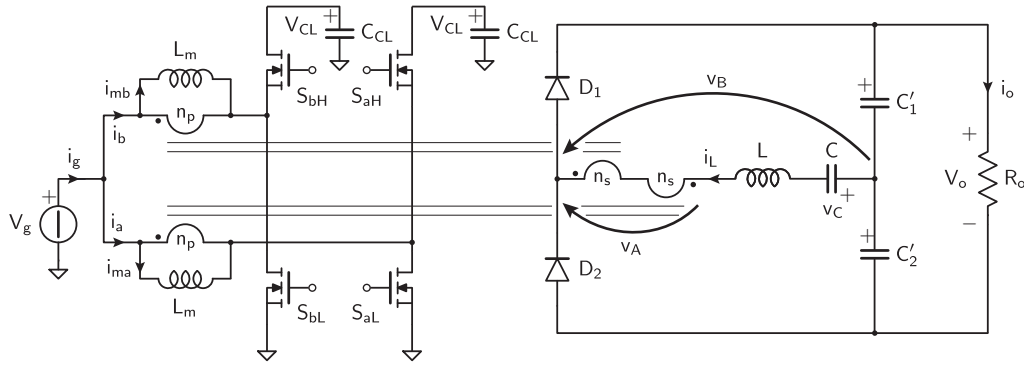 V_CL C_CL V_CL C_CL
L_m
i_mb
n_p
S_bH S_aH
i_b
i_g
V_g
i_a
n_p
i_ma
L_m
S_bL S_aL
D_1
v_B
C'_1
i_o
n_s n_s
i_L L C
v_C
V_o R_o
v_A
D_2
C'_2